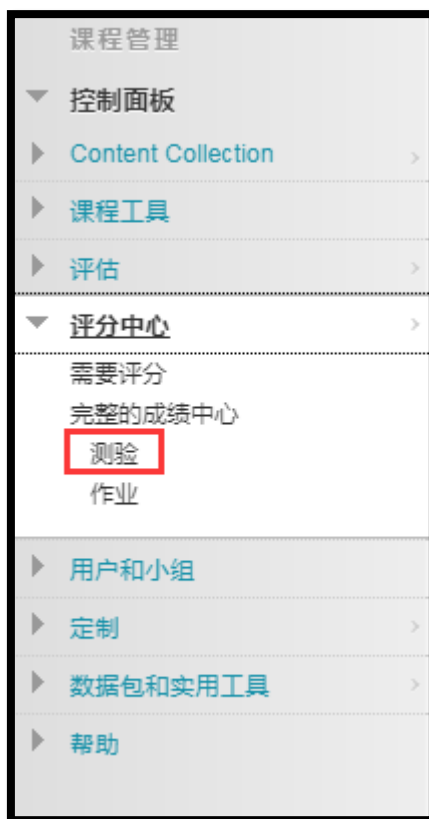 课程管理
控制面板
Content Collection
课程工具
评估
评分中心
需要评分
完整的成绩中心
测验
作业
用户和小组
定制
数据包和实用工具
帮助